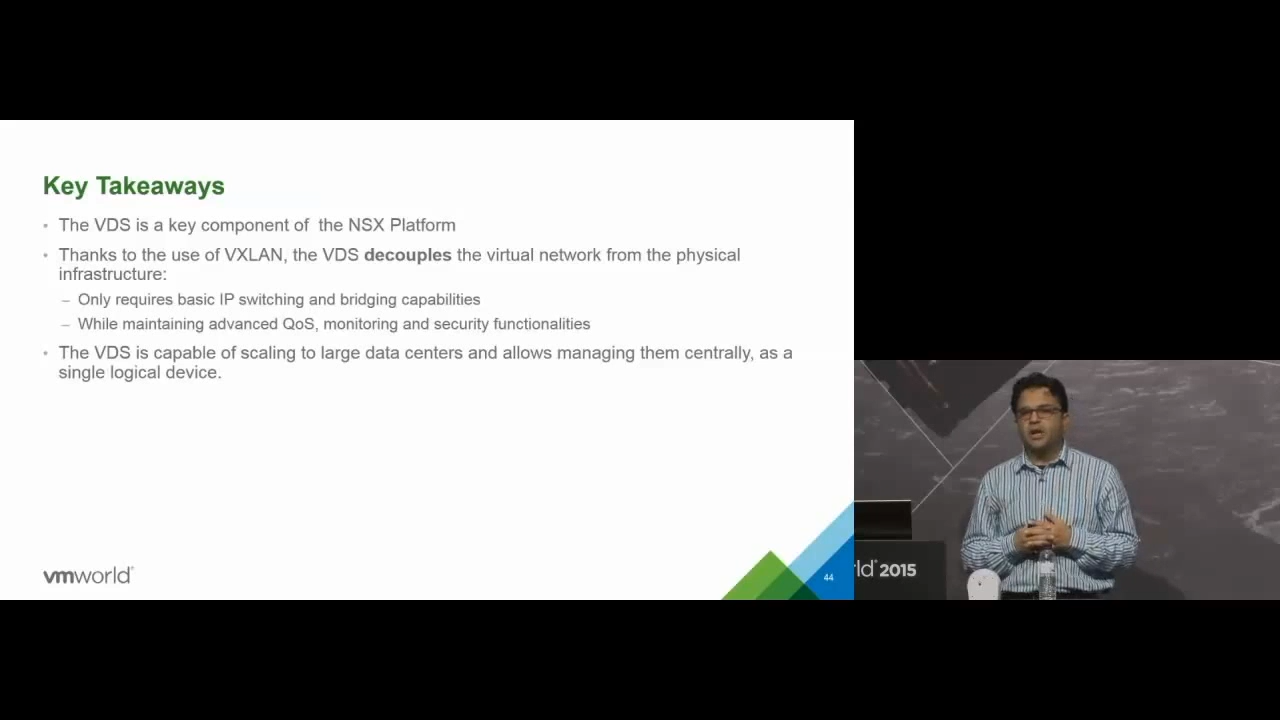 Key Takeaways
• The VDS is a key component of the NSX Platform
• Thanks to the use of VXLAN, the VDS decouples the virtual network from the physical
infrastructure:
– Only requires basic IP switching and bridging capabilities
– While maintaining advanced QoS, monitoring and security functionalities
• The VDS is capable of scaling to large data centers and allows managing them centrally, as a
single logical device.
vmworld®
44
ld® 2015